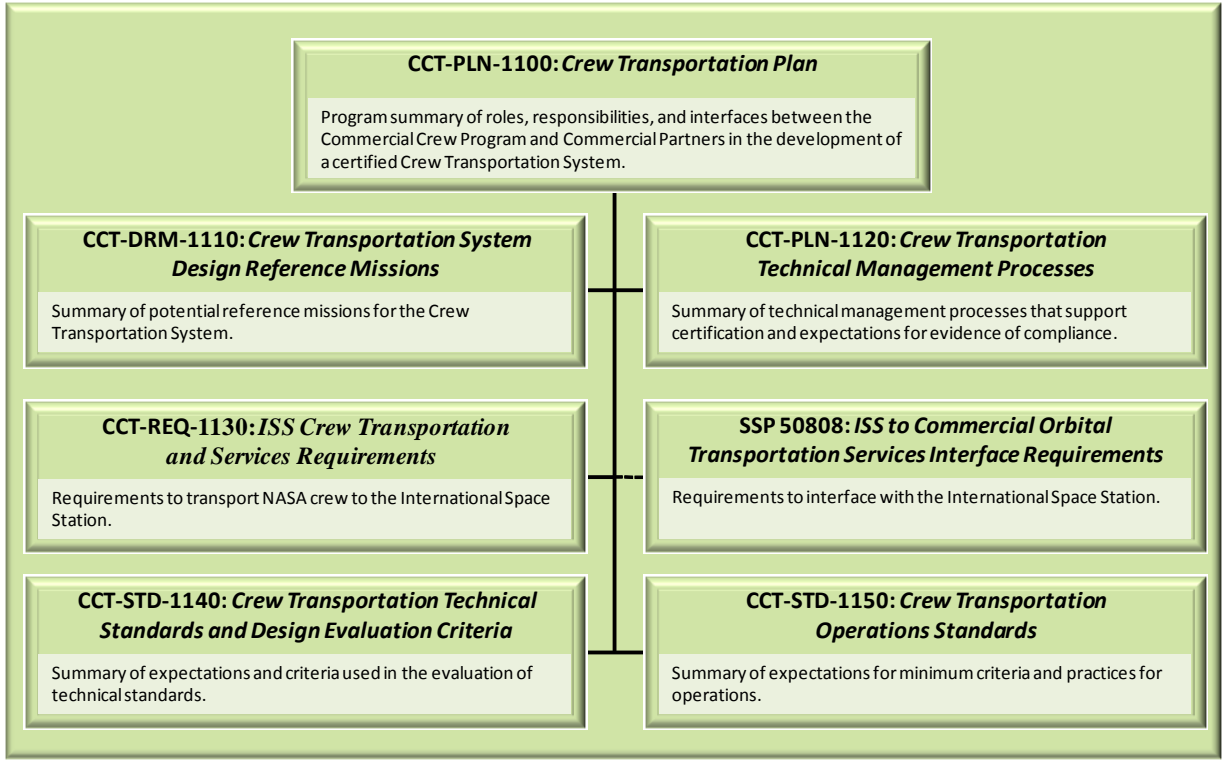 CCT-PLN-1100: Crew Transportation Plan
Program summary of roles, responsibilities, and interfaces between the
Commercial Crew Program and Commercial Partners in the development of
a certified Crew Transportation System.
CCT-DRM-1110: Crew Transportation System
Design Reference Missions
Summary of potential reference missions for the Crew
Transportation System.
CCT-PLN-1120: Crew Transportation
Technical Management Processes
Summary of technical management processes that support
certification and expectations for evidence of compliance.
CCT-REQ-1130: ISS Crew Transportation
and Services Requirements
Requirements to transport NASA crew to the International Space
Station.
SSP 50808: ISS to Commercial Orbital
Transportation Services Interface Requirements
Requirements to interface with the International Space Station.
CCT-STD-1140: Crew Transportation Technical
Standards and Design Evaluation Criteria
Summary of expectations and criteria used in the evaluation of
technical standards.
CCT-STD-1150: Crew Transportation
Operations Standards
Summary of expectations for minimum criteria and practices for
operations.